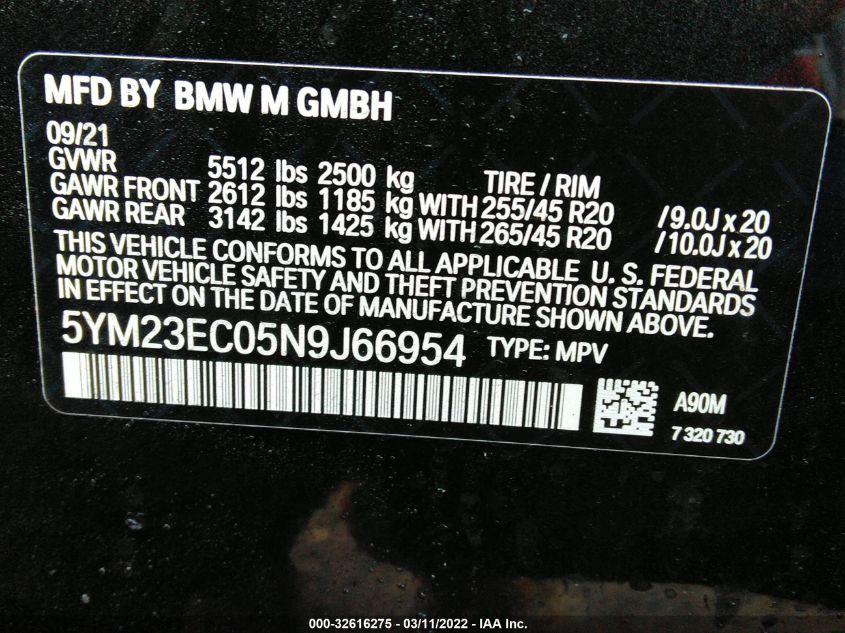 MFD BY BMW M GMBH
09/21
GVWR 5512 lbs 2500 kg TIRE / RIM
GAWR FRONT 2612 lbs 1185 kg WITH 255/45 R20 /9.0J x 20
GAWR REAR 3142 lbs 1425 kg WITH 265/45 R20 /10.0J x 20
THIS VEHICLE CONFORMS TO ALL APPLICABLE U. S. FEDERAL
MOTOR VEHICLE SAFETY AND THEFT PREVENTION STANDARDS
IN EFFECT ON THE DATE OF MANUFACTURE SHOWN ABOVE.
5YM23EC05N9J66954 TYPE: MPV
A90M
7 320 730
000-32616275 - 03/11/2022 - IAA Inc.